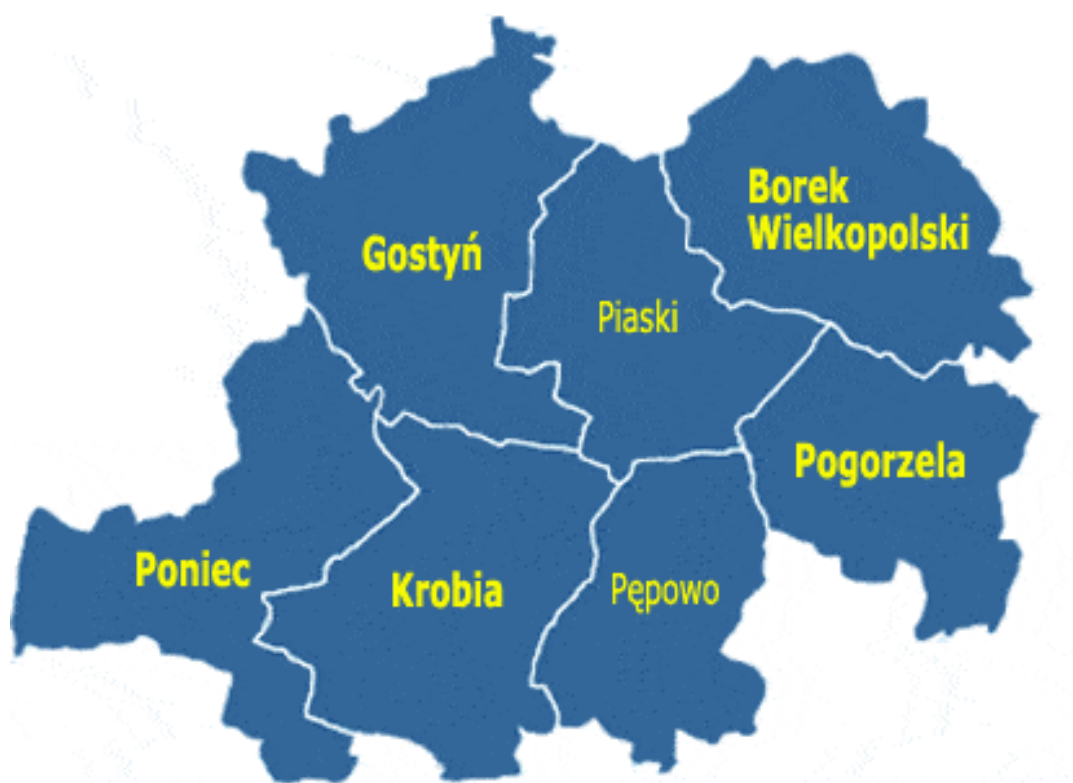 Borek
Wielkopolski
Gostyń
Piaski
Pogorzela
Poniec
Krobia
Pępowo